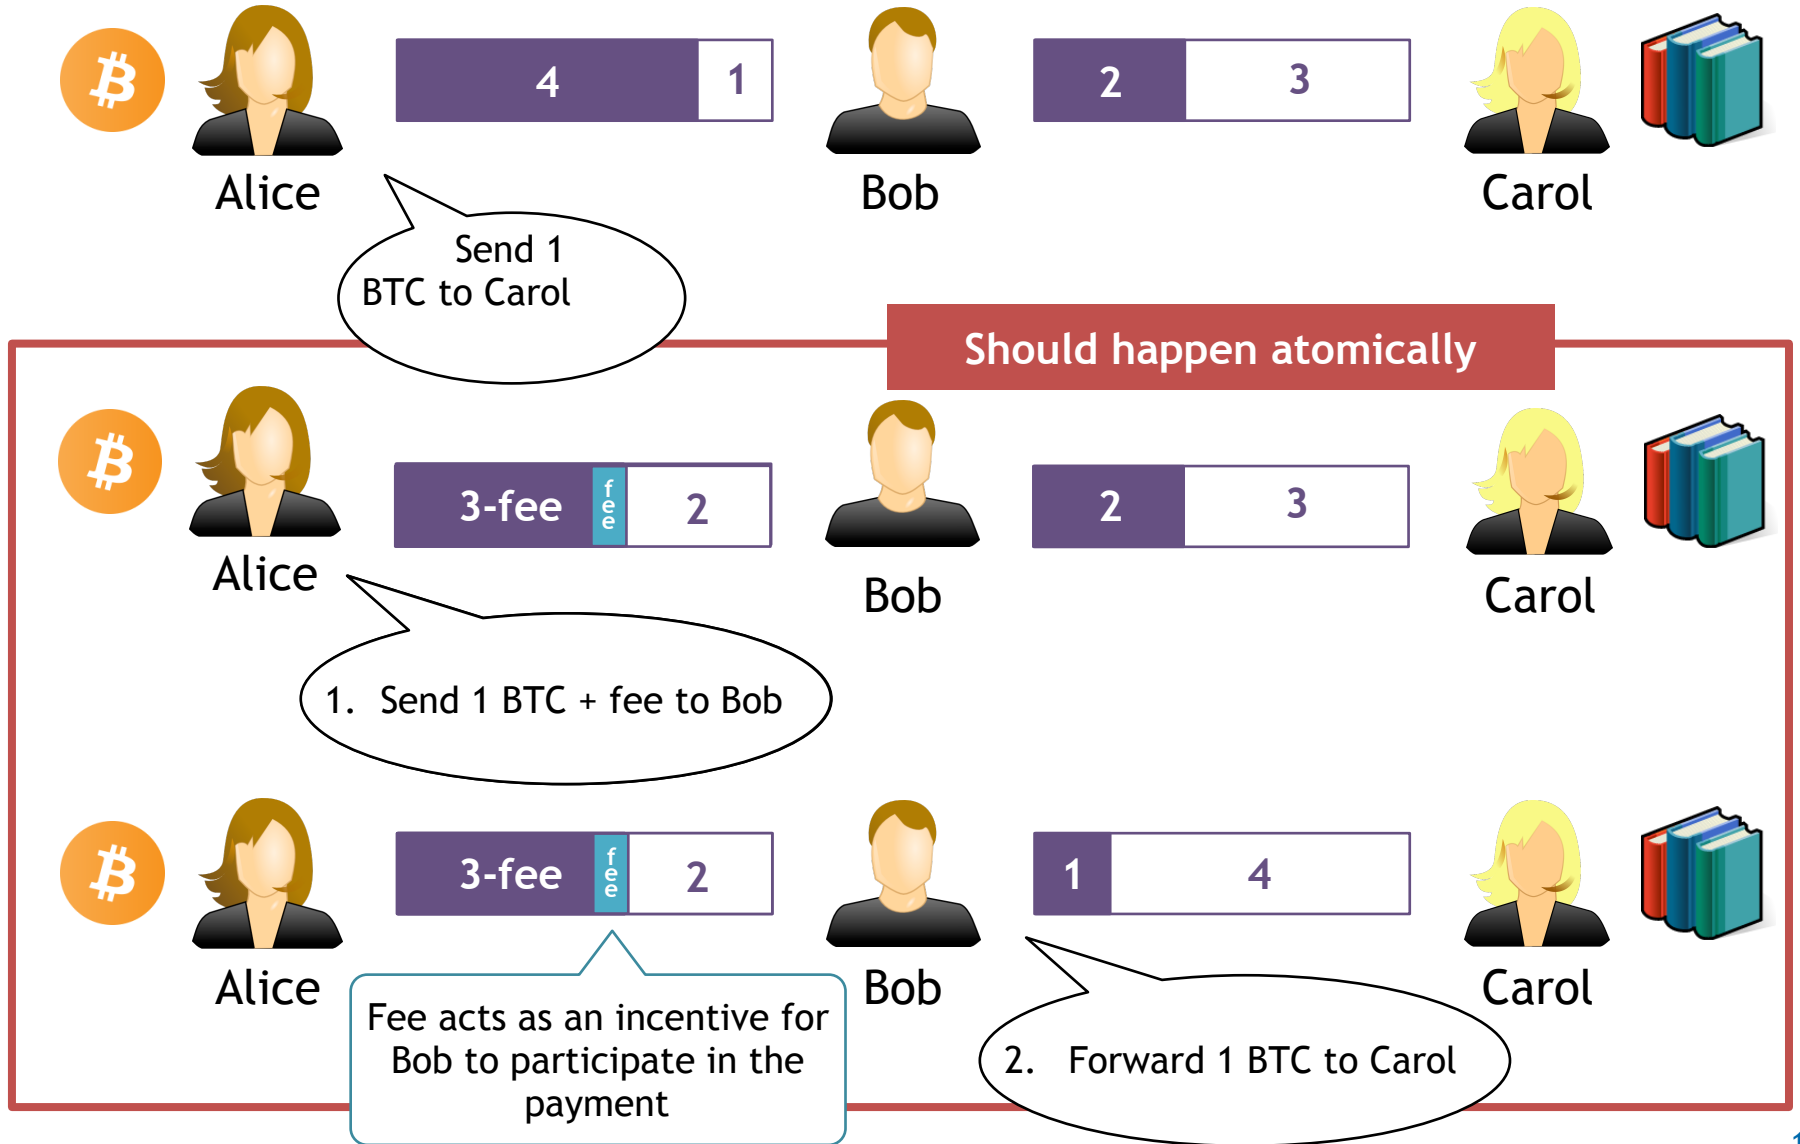 4
1
2
3
Alice
Bob
Carol
Send 1
BTC to Carol
Should happen atomically
3-fee
fee
2
2
3
Alice
Bob
Carol
1. Send 1 BTC + fee to Bob
3-fee
fee
2
1
4
Alice
Bob
Carol
Fee acts as an incentive for
Bob to participate in the
payment
2. Forward 1 BTC to Carol